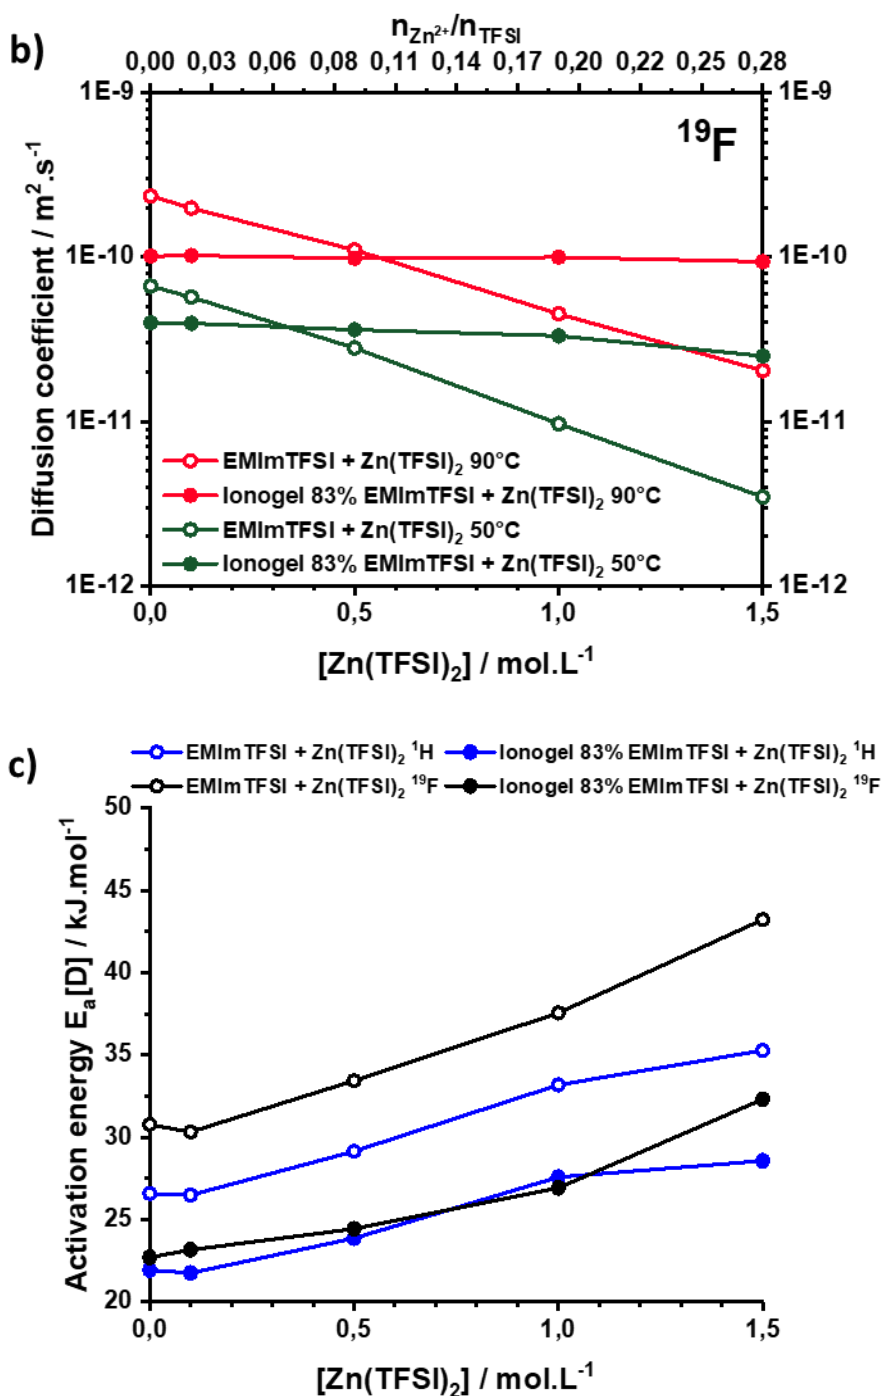 n_Zn²⁺/n_TFSI
b)
0,00 0,03 0,06 0,08 0,11 0,14 0,17 0,20 0,22 0,25 0,28
1E-9 1E-9
¹⁹F
1E-10 1E-10
1E-11 1E-11
1E-12 1E-12
Diffusion coefficient / m².s⁻¹
EMImTFSI + Zn(TFSI)₂ 90°C
Ionogel 83% EMImTFSI + Zn(TFSI)₂ 90°C
EMImTFSI + Zn(TFSI)₂ 50°C
Ionogel 83% EMImTFSI + Zn(TFSI)₂ 50°C
0,0 0,5 1,0 1,5
[Zn(TFSI)₂] / mol.L⁻¹
c)
EMImTFSI + Zn(TFSI)₂ ¹H Ionogel 83% EMImTFSI + Zn(TFSI)₂ ¹H
EMImTFSI + Zn(TFSI)₂ ¹⁹F Ionogel 83% EMImTFSI + Zn(TFSI)₂ ¹⁹F
50
45
40
35
30
25
20
Activation energy Eₐ[D] / kJ.mol⁻¹
0,0 0,5 1,0 1,5
[Zn(TFSI)₂] / mol.L⁻¹